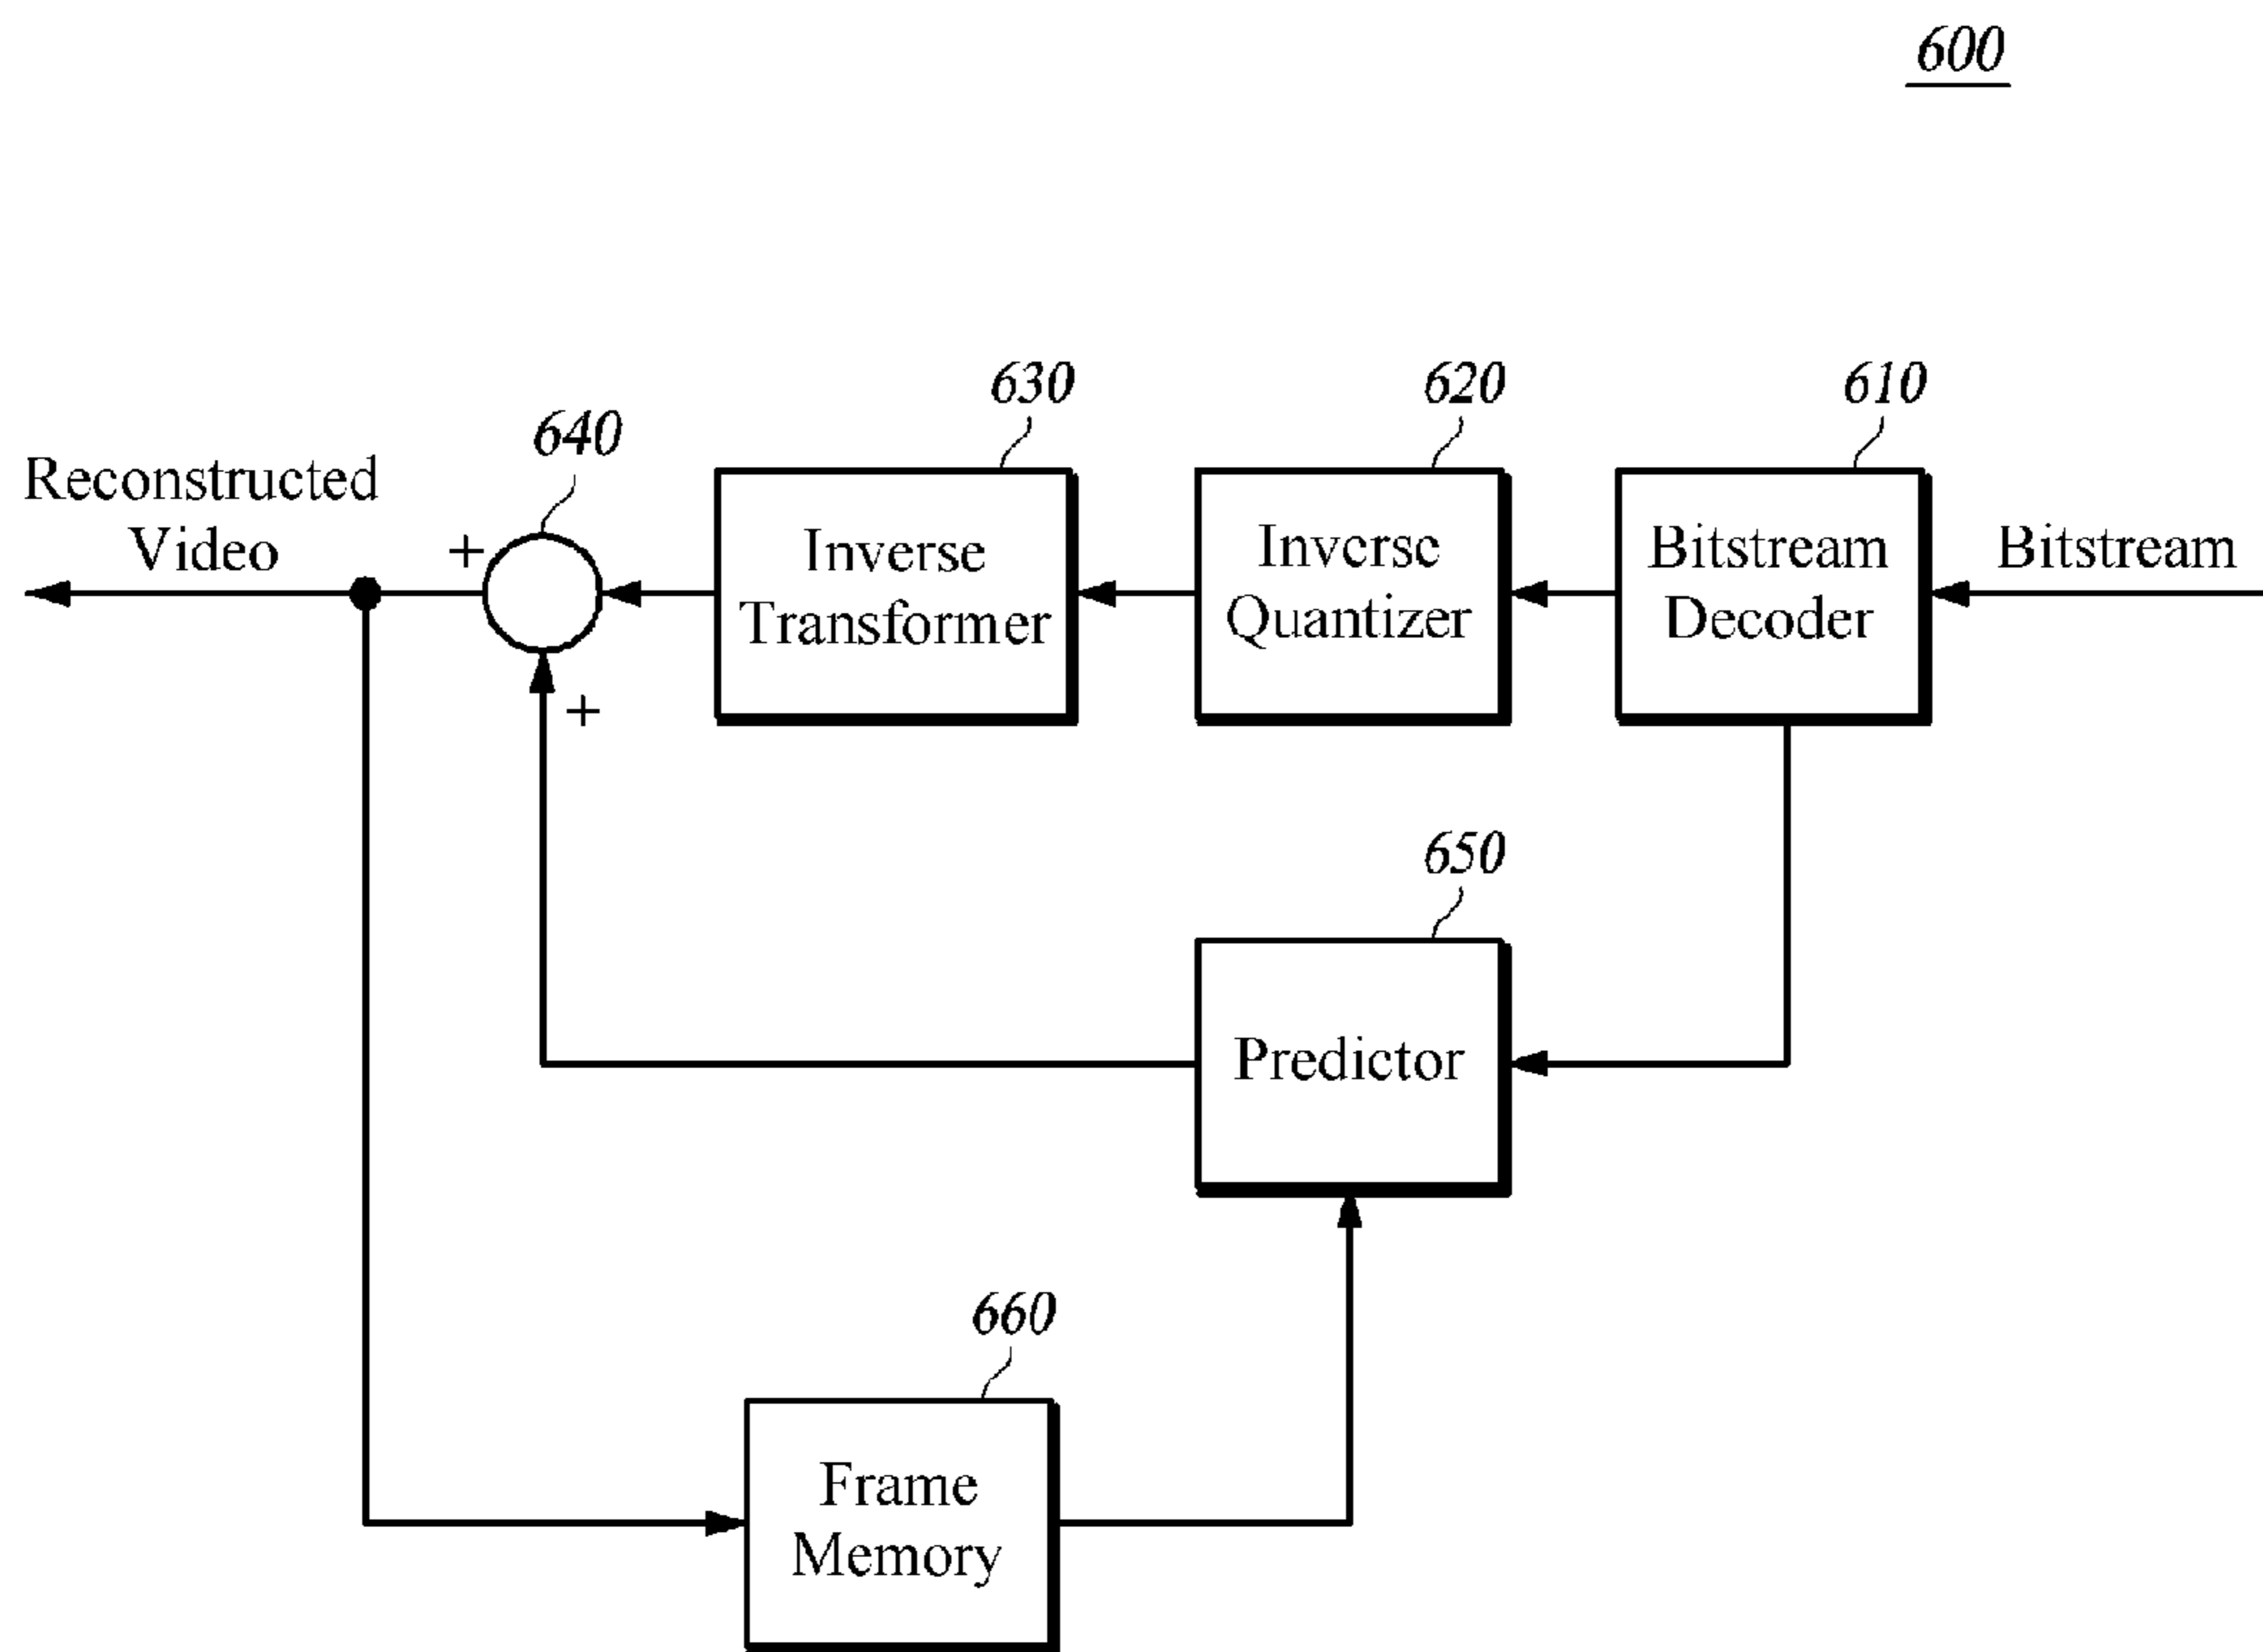 600
630
620
610
640
Reconstructed
Video
+
Inverse
Transformer
Inverse
Quantizer
Bitstream
Decoder
Bitstream
+
650
Predictor
660
Frame
Memory